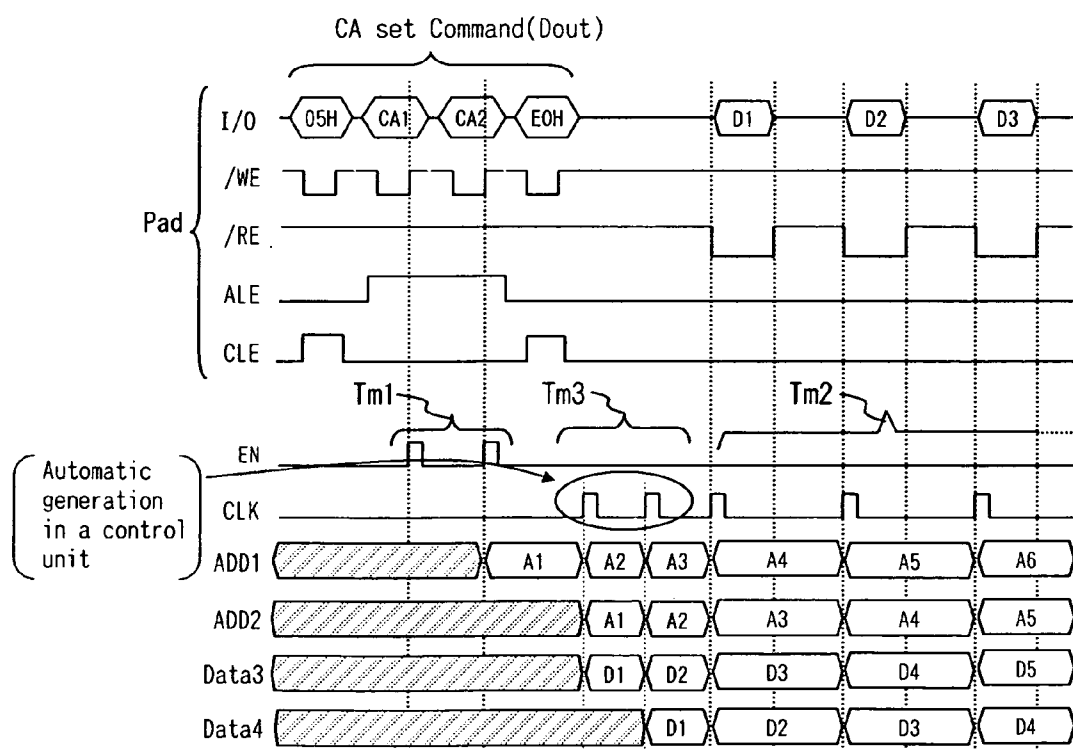 CA set Command(Dout)
I/O 05H CA1 CA2 E0H D1 D2 D3
/WE
Pad
/RE
ALE
CLE
Tm1 Tm3 Tm2
EN
Automatic
generation
in a control
unit
CLK
ADD1 A1 A2 A3 A4 A5 A6
ADD2 A1 A2 A3 A4 A5
Data3 D1 D2 D3 D4 D5
Data4 D1 D2 D3 D4